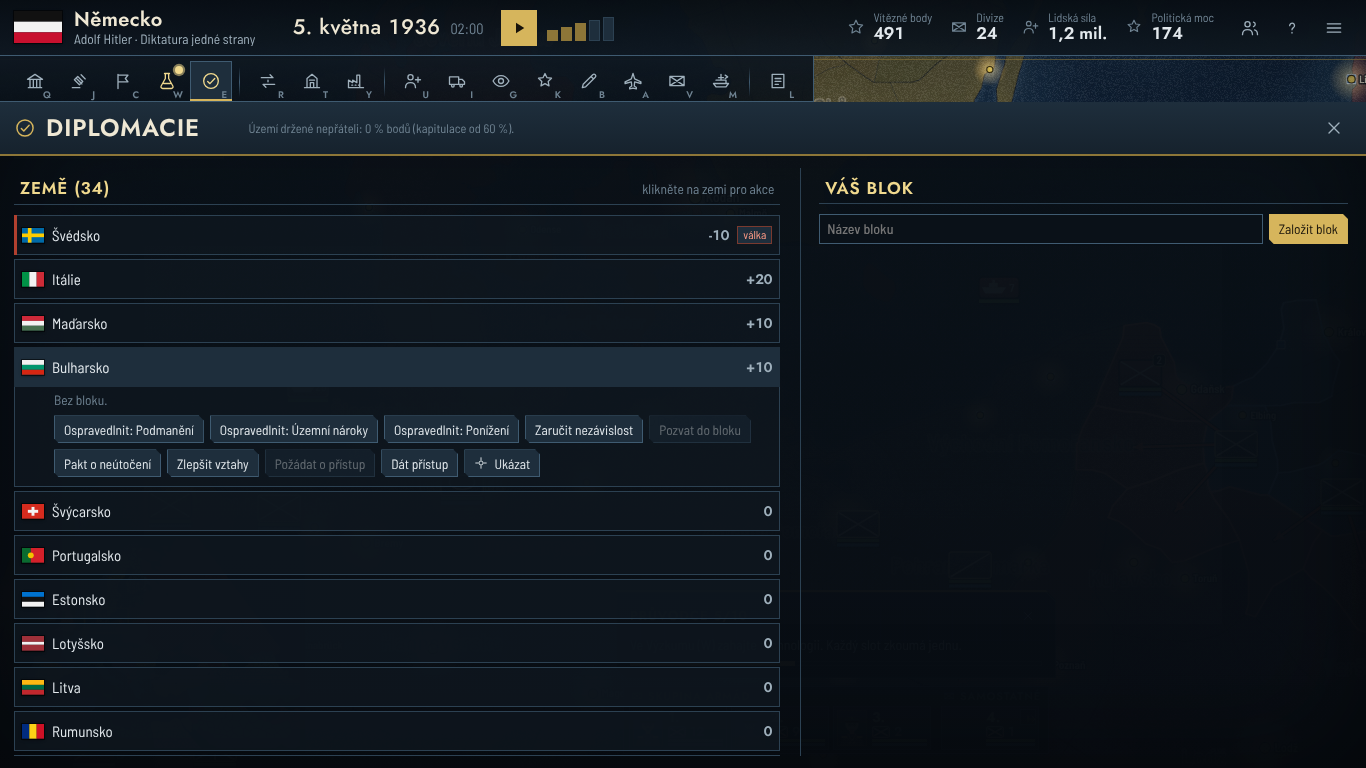 Německo
Adolf Hitler · Diktatura jedné strany
5. května 1936 02:00
Vítězné body
491
Divize
24
Lidská síla
1,2 mil.
Politická moc
174
?
Q J C W E R T Y U I G K B A V M L
DIPLOMACIE
Území držené nepřáteli: 0 % bodů (kapitulace od 60 %).
ZEMĚ (34)
klikněte na zemi pro akce
Švédsko -10 válka
Itálie +20
Maďarsko +10
Bulharsko +10
Bez bloku.
Ospravedlnit: Podmanění
Ospravedlnit: Územní nároky
Ospravedlnit: Ponížení
Zaručit nezávislost
Pozvat do bloku
Pakt o neútočení
Zlepšit vztahy
Požádat o přístup
Dát přístup
Ukázat
Švýcarsko 0
Portugalsko 0
Estonsko 0
Lotyšsko 0
Litva 0
Rumunsko 0
VÁŠ BLOK
Název bloku
Založit blok